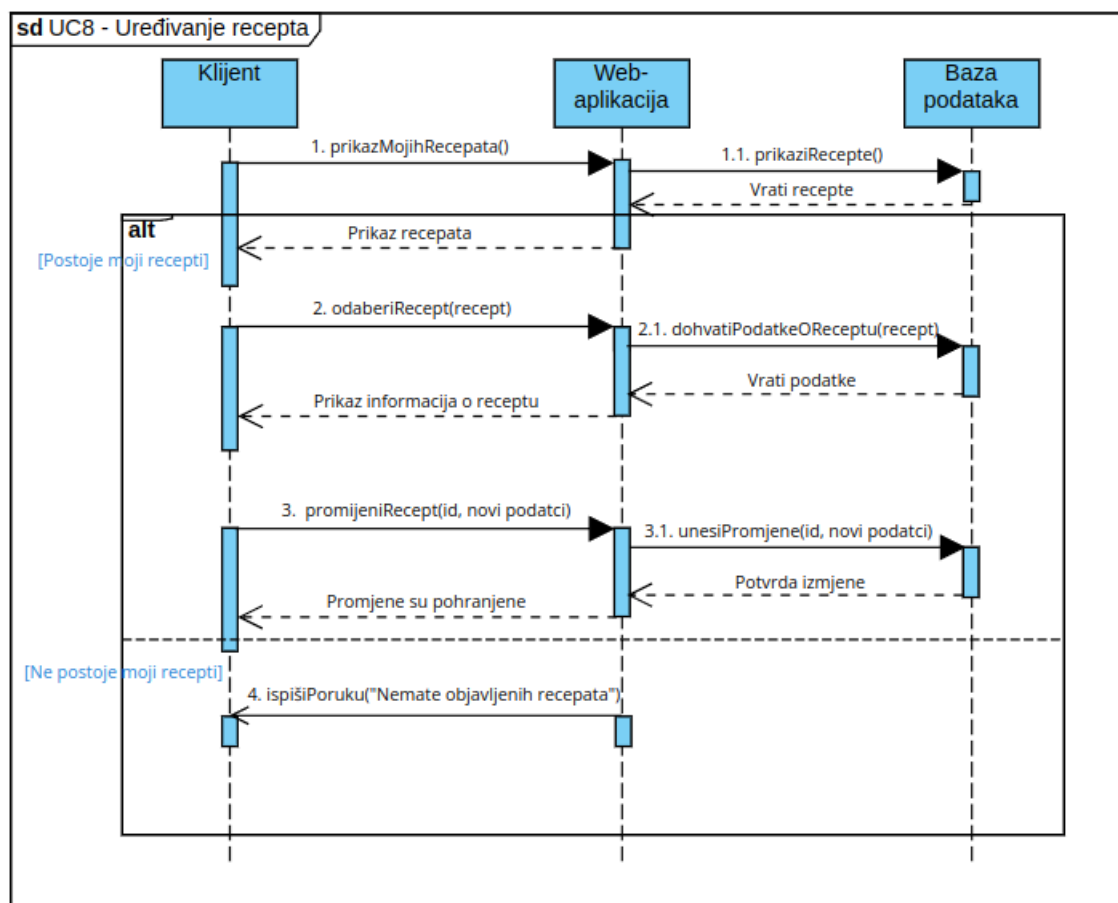 sd UC8 - Uređivanje recepta
Klijent
Web-
aplikacija
Baza
podataka
1. prikazMojihRecepata()
1.1. prikaziRecepte()
Vrati recepte
alt
Prikaz recepata
[Postoje moji recepti]
2. odaberiRecept(recept)
2.1. dohvatiPodatkeOReceptu(recept)
Vrati podatke
Prikaz informacija o receptu
3. promijeniRecept(id, novi podatci)
3.1. unesiPromjene(id, novi podatci)
Potvrda izmjene
Promjene su pohranjene
[Ne postoje moji recepti]
4. ispišiPoruku("Nemate objavljenih recepata")